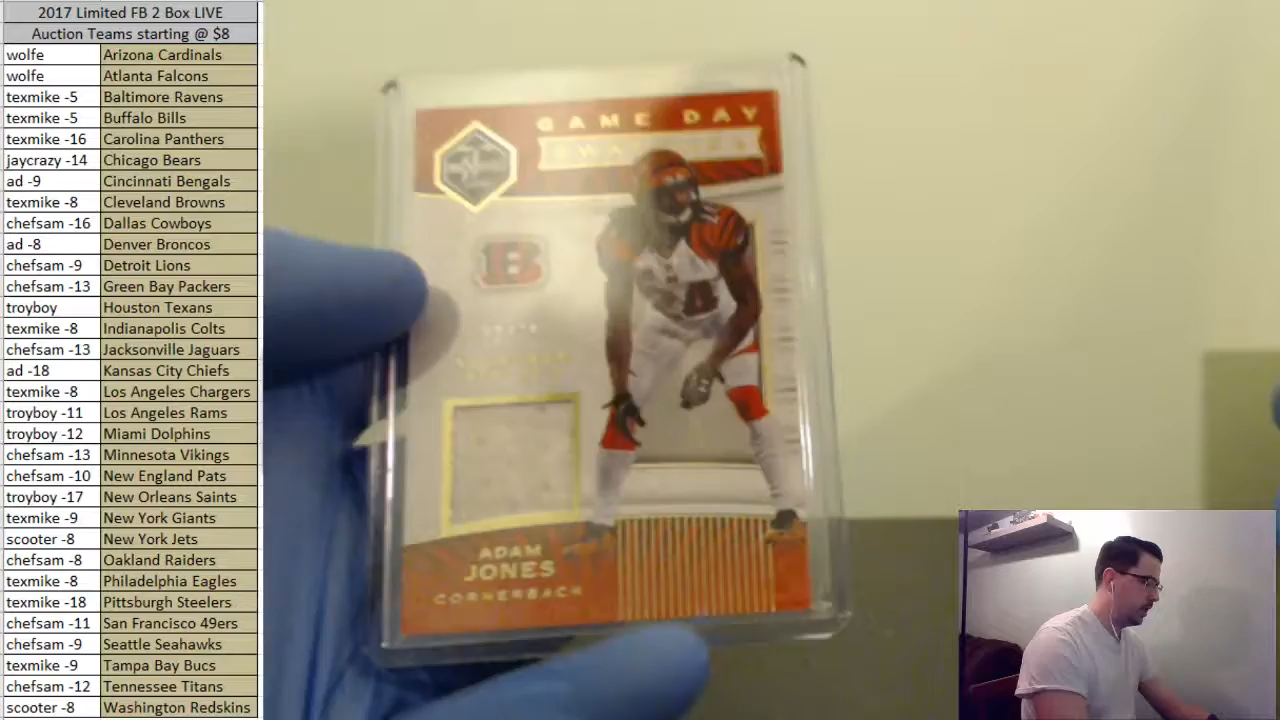 2017 Limited FB 2 Box LIVE
Auction Teams starting @ $8
wolfe Arizona Cardinals
wolfe Atlanta Falcons
texmike -5 Baltimore Ravens
texmike -5 Buffalo Bills
texmike -16 Carolina Panthers
jaycrazy -14 Chicago Bears
ad -9 Cincinnati Bengals
texmike -8 Cleveland Browns
chefsam -16 Dallas Cowboys
ad -8 Denver Broncos
chefsam -9 Detroit Lions
chefsam -13 Green Bay Packers
troyboy Houston Texans
texmike -8 Indianapolis Colts
chefsam -13 Jacksonville Jaguars
ad -18 Kansas City Chiefs
texmike -8 Los Angeles Chargers
troyboy -11 Los Angeles Rams
troyboy -12 Miami Dolphins
chefsam -13 Minnesota Vikings
chefsam -10 New England Pats
troyboy -17 New Orleans Saints
texmike -9 New York Giants
scooter -8 New York Jets
chefsam -8 Oakland Raiders
texmike -8 Philadelphia Eagles
texmike -18 Pittsburgh Steelers
chefsam -11 San Francisco 49ers
chefsam -9 Seattle Seahawks
texmike -9 Tampa Bay Bucs
chefsam -12 Tennessee Titans
scooter -8 Washington Redskins
GAME DAY
B
ADAM
JONES
CORNERBACK